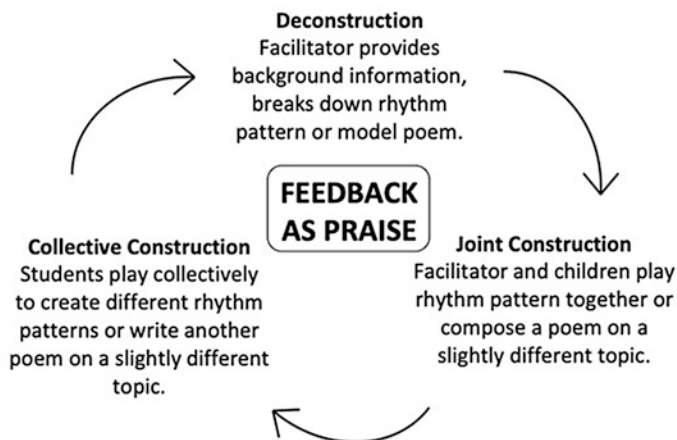 Deconstruction
Facilitator provides
background information,
breaks down rhythm
pattern or model poem.
FEEDBACK
AS PRAISE
Joint Construction
Facilitator and children play
rhythm pattern together or
compose a poem on a
slightly different topic.
Collective Construction
Students play collectively
to create different rhythm
patterns or write another
poem on a slightly different
topic.